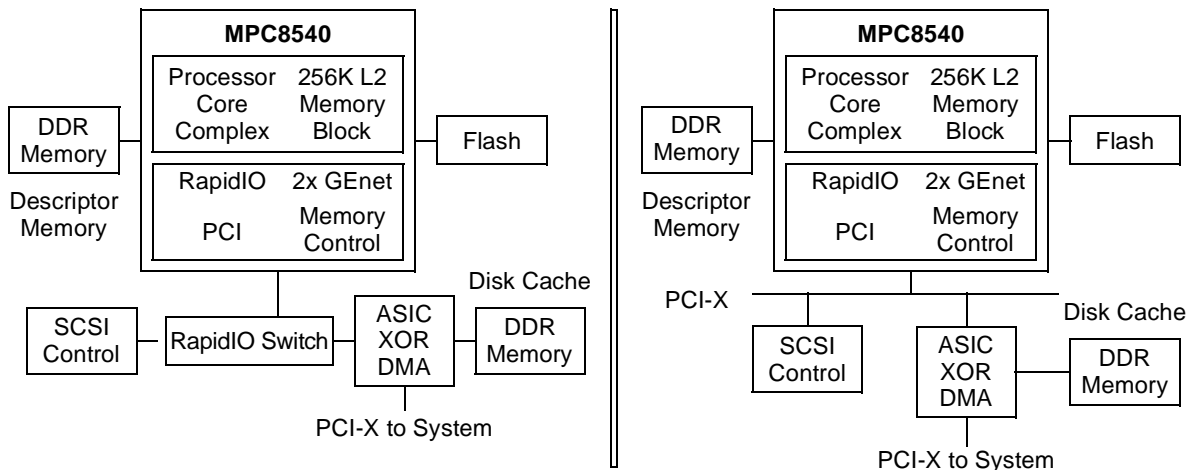 MPC8540
Processor
Core
Complex
256K L2
Memory
Block
DDR
Memory
Flash
Descriptor
Memory
RapidIO
2x GEnet
PCI
Memory
Control
Disk Cache
SCSI
Control
RapidIO Switch
ASIC
XOR
DMA
DDR
Memory
PCI-X to System
MPC8540
Processor
Core
Complex
256K L2
Memory
Block
DDR
Memory
Flash
Descriptor
Memory
RapidIO
2x GEnet
PCI
Memory
Control
PCI-X
Disk Cache
SCSI
Control
ASIC
XOR
DMA
DDR
Memory
PCI-X to System